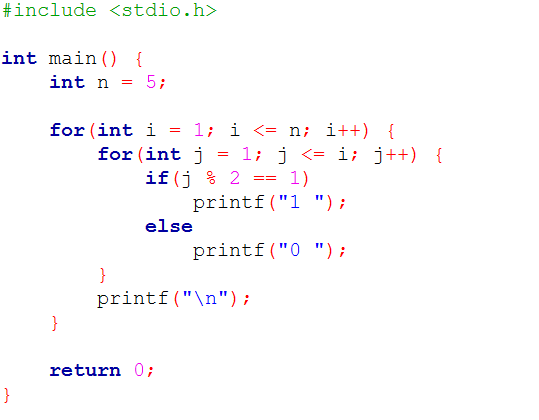 #include <stdio.h>

int main() {
    int n = 5;

    for(int i = 1; i <= n; i++) {
        for(int j = 1; j <= i; j++) {
            if(j % 2 == 1)
                printf("1 ");
            else
                printf("0 ");
        }
        printf("\n");
    }

    return 0;
}